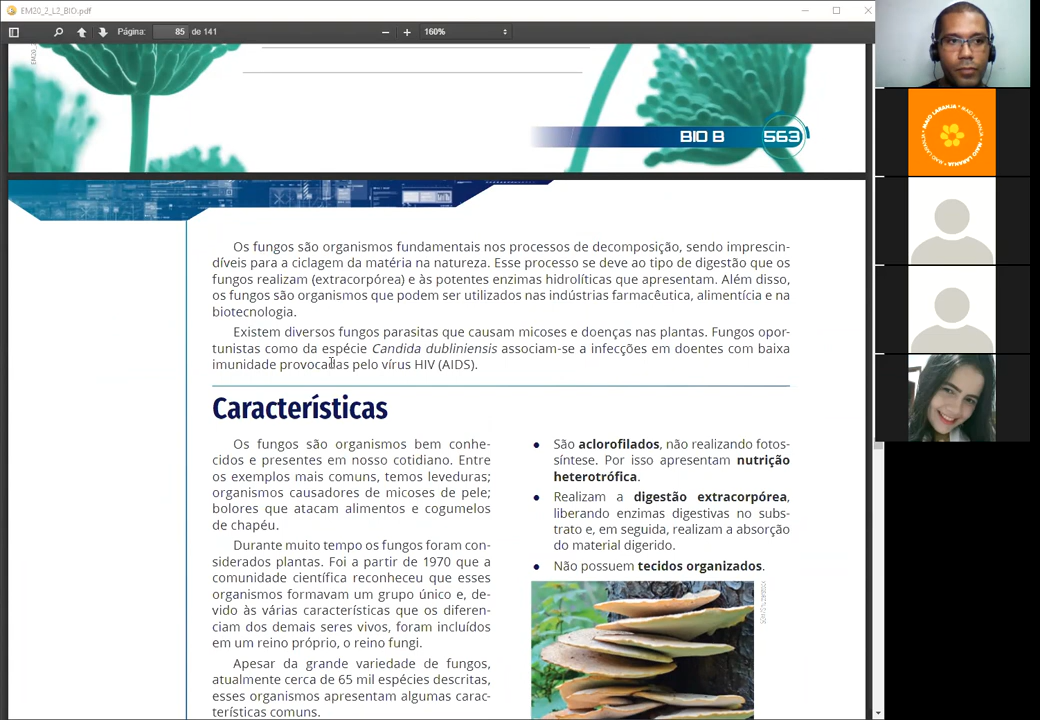 EM20_2_L2_BIO.pdf
Página: 85 de 141
160%
BIO B 563
Os fungos são organismos fundamentais nos processos de decomposição, sendo imprescin-
díveis para a ciclagem da matéria na natureza. Esse processo se deve ao tipo de digestão que os
fungos realizam (extracorpórea) e às potentes enzimas hidrolíticas que apresentam. Além disso,
os fungos são organismos que podem ser utilizados nas indústrias farmacêutica, alimentícia e na
biotecnologia.
Existem diversos fungos parasitas que causam micoses e doenças nas plantas. Fungos opor-
tunistas como da espécie Candida dubliniensis associam-se a infecções em doentes com baixa
imunidade provocadas pelo vírus HIV (AIDS).
Características
Os fungos são organismos bem conhe-
cidos e presentes em nosso cotidiano. Entre
os exemplos mais comuns, temos leveduras;
organismos causadores de micoses de pele;
bolores que atacam alimentos e cogumelos
de chapéu.
Durante muito tempo os fungos foram con-
siderados plantas. Foi a partir de 1970 que a
comunidade científica reconheceu que esses
organismos formavam um grupo único e, de-
vido às várias características que os diferen-
ciam dos demais seres vivos, foram incluídos
em um reino próprio, o reino fungi.
Apesar da grande variedade de fungos,
atualmente cerca de 65 mil espécies descritas,
esses organismos apresentam algumas carac-
terísticas comuns.
● São aclorofilados, não realizando fotos-
síntese. Por isso apresentam nutrição
heterotrófica.
● Realizam a digestão extracorpórea,
liberando enzimas digestivas no subs-
trato e, em seguida, realizam a absorção
do material digerido.
● Não possuem tecidos organizados.
MAIO LARANJA